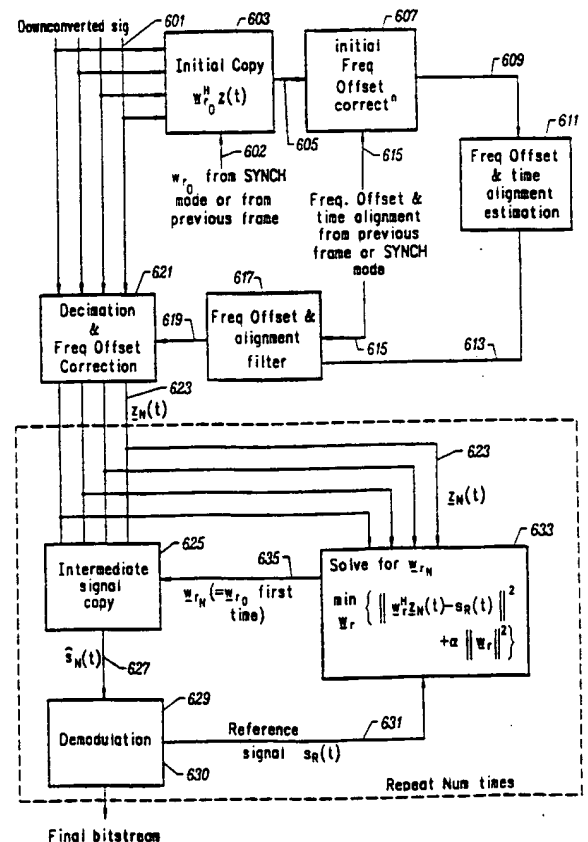 Downconverted sig
601
603
Initial Copy
w_r0^H z(t)
602
w_r0 from SYNCH
mode or from
previous frame
605
607
initial
Freq
Offset
correctⁿ
609
615
Freq. Offset &
time alignment
from previous
frame or SYNCH
mode
611
Freq Offset
& time
alignment
estimation
621
Decimation
&
Freq Offset
Correction
619
617
Freq Offset &
alignment
filter
615
613
623
z_N(t)
623
z_N(t)
625
Intermediate
signal
copy
635
w_rN (=w_r0 first
time)
633
Solve for w_rN
min { || w_r^H z_N(t)-s_R(t) ||²
w_r
+α || w_r ||² }
ŝ_N(t)
627
629
Demodulation
630
Reference
signal s_R(t)
631
Repeat Num times
Final bitstream